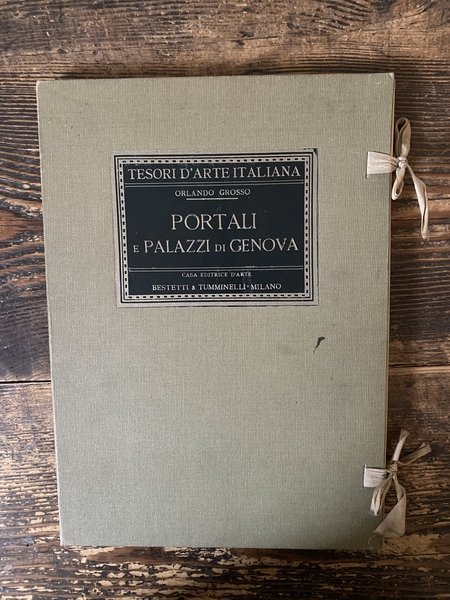 TESORI D'ARTE ITALIANA
ORLANDO GROSSO
PORTALI
E PALAZZI DI GENOVA
CASA EDITRICE D'ARTE
BESTETTI & TUMMINELLI · MILANO